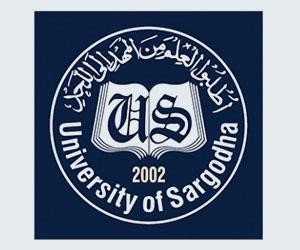 اطلبوا العلم من المهد الى اللحد
US
2002
University of Sargodha